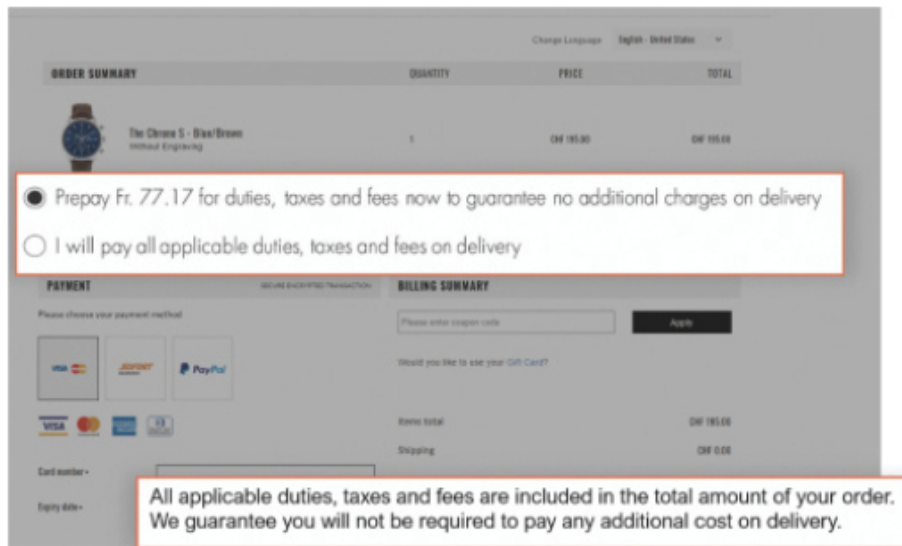 Change Language English - United States
ORDER SUMMARY QUANTITY PRICE TOTAL
The Chrono S - Blue/Brown
Without Engraving 1 CHF 195.00 CHF 195.00
Prepay Fr. 77.17 for duties, taxes and fees now to guarantee no additional charges on delivery
I will pay all applicable duties, taxes and fees on delivery
PAYMENT SECURE ENCRYPTED TRANSACTION BILLING SUMMARY
Please choose your payment method
Please enter coupon code Apply
VISA SOFORT PayPal
Would you like to use your Gift Card?
VISA
Items total CHF 195.00
Shipping CHF 0.00
Card number *
Expiry date *
All applicable duties, taxes and fees are included in the total amount of your order.
We guarantee you will not be required to pay any additional cost on delivery.